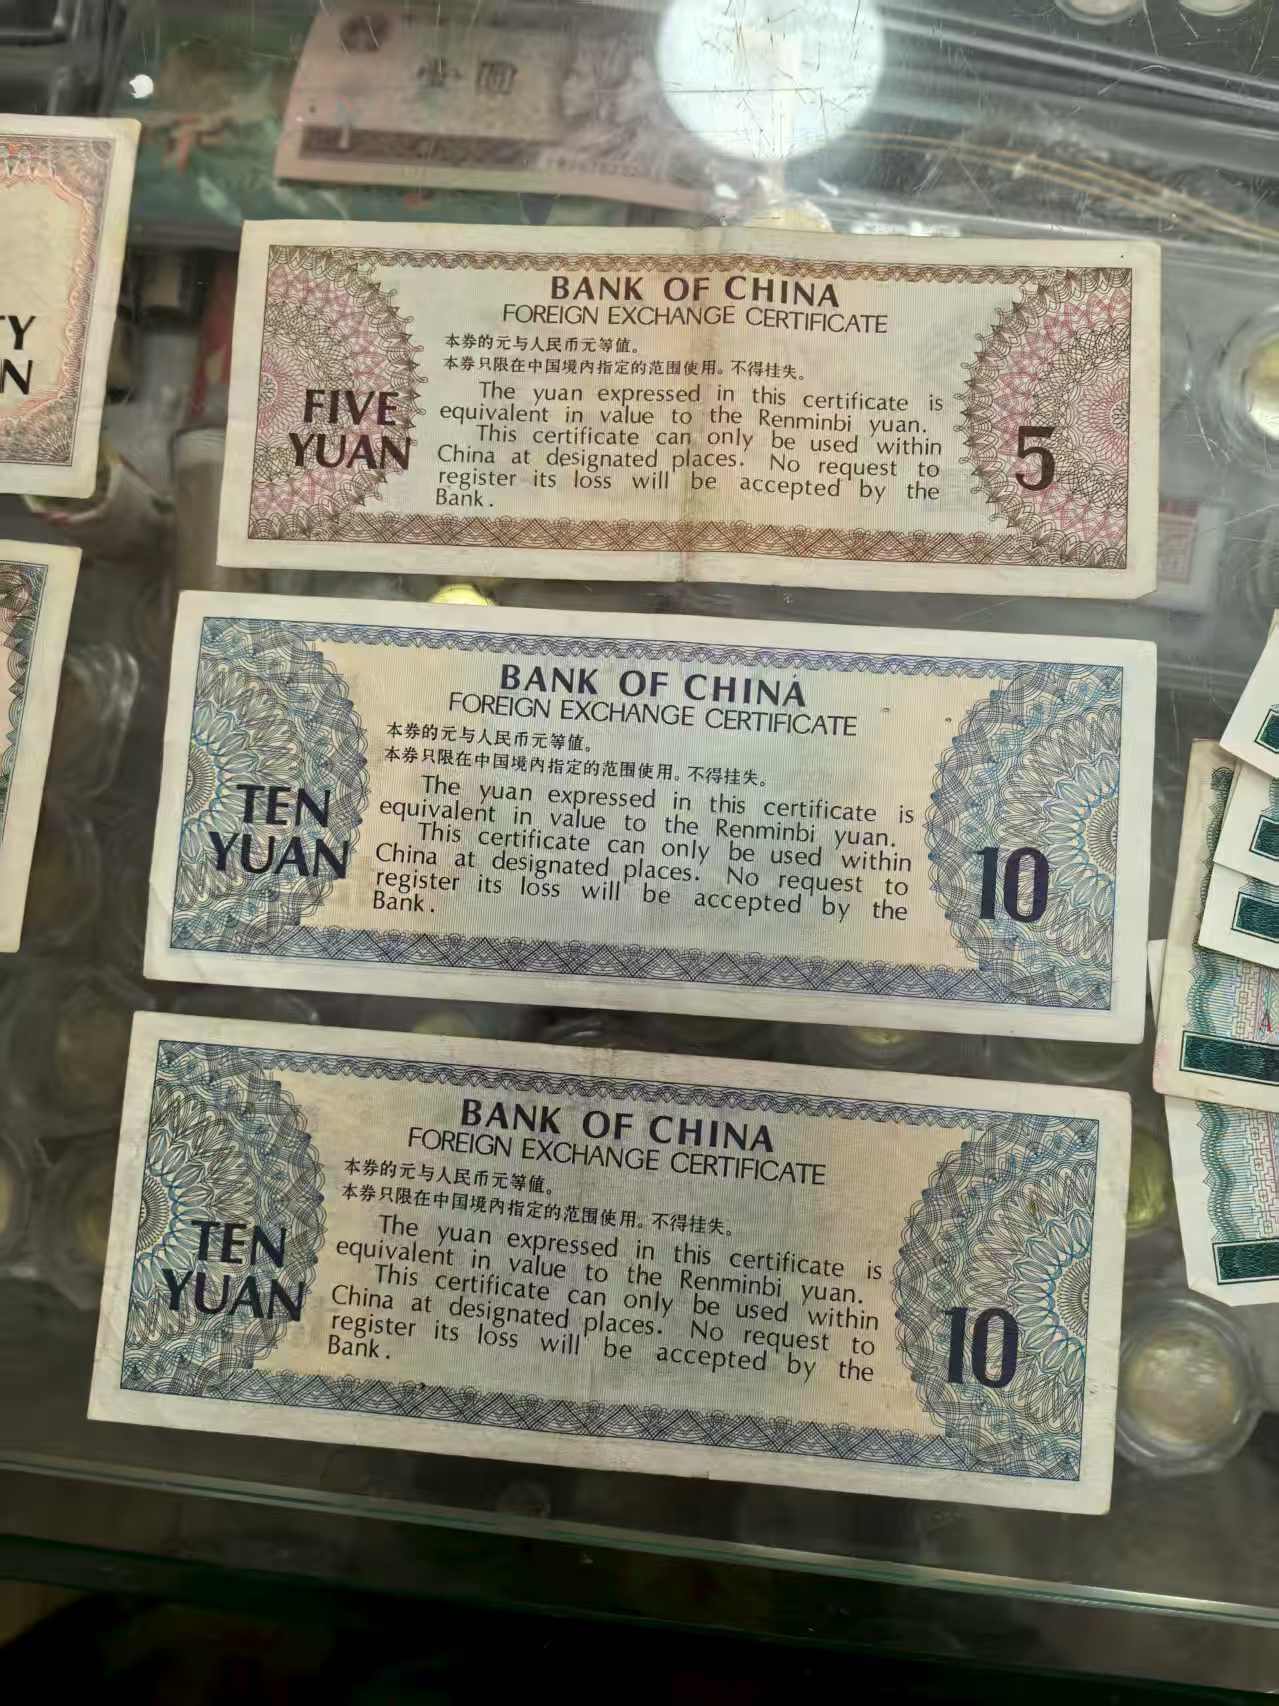 壹圆
1
TY
N
BANK OF CHINA
FOREIGN EXCHANGE CERTIFICATE
本券的元与人民币元等值。
本券只限在中国境内指定的范围使用。不得挂失。
The yuan expressed in this certificate is
equivalent in value to the Renminbi yuan.
This certificate can only be used within
China at designated places. No request to
register its loss will be accepted by the
Bank.
FIVE
YUAN
5
BANK OF CHINA
FOREIGN EXCHANGE CERTIFICATE
本券的元与人民币元等值。
本券只限在中国境内指定的范围使用。不得挂失。
The yuan expressed in this certificate is
equivalent in value to the Renminbi yuan.
This certificate can only be used within
China at designated places. No request to
register its loss will be accepted by the
Bank.
TEN
YUAN
10
BANK OF CHINA
FOREIGN EXCHANGE CERTIFICATE
本券的元与人民币元等值。
本券只限在中国境内指定的范围使用。不得挂失。
The yuan expressed in this certificate is
equivalent in value to the Renminbi yuan.
This certificate can only be used within
China at designated places. No request to
register its loss will be accepted by the
Bank.
TEN
YUAN
10
A